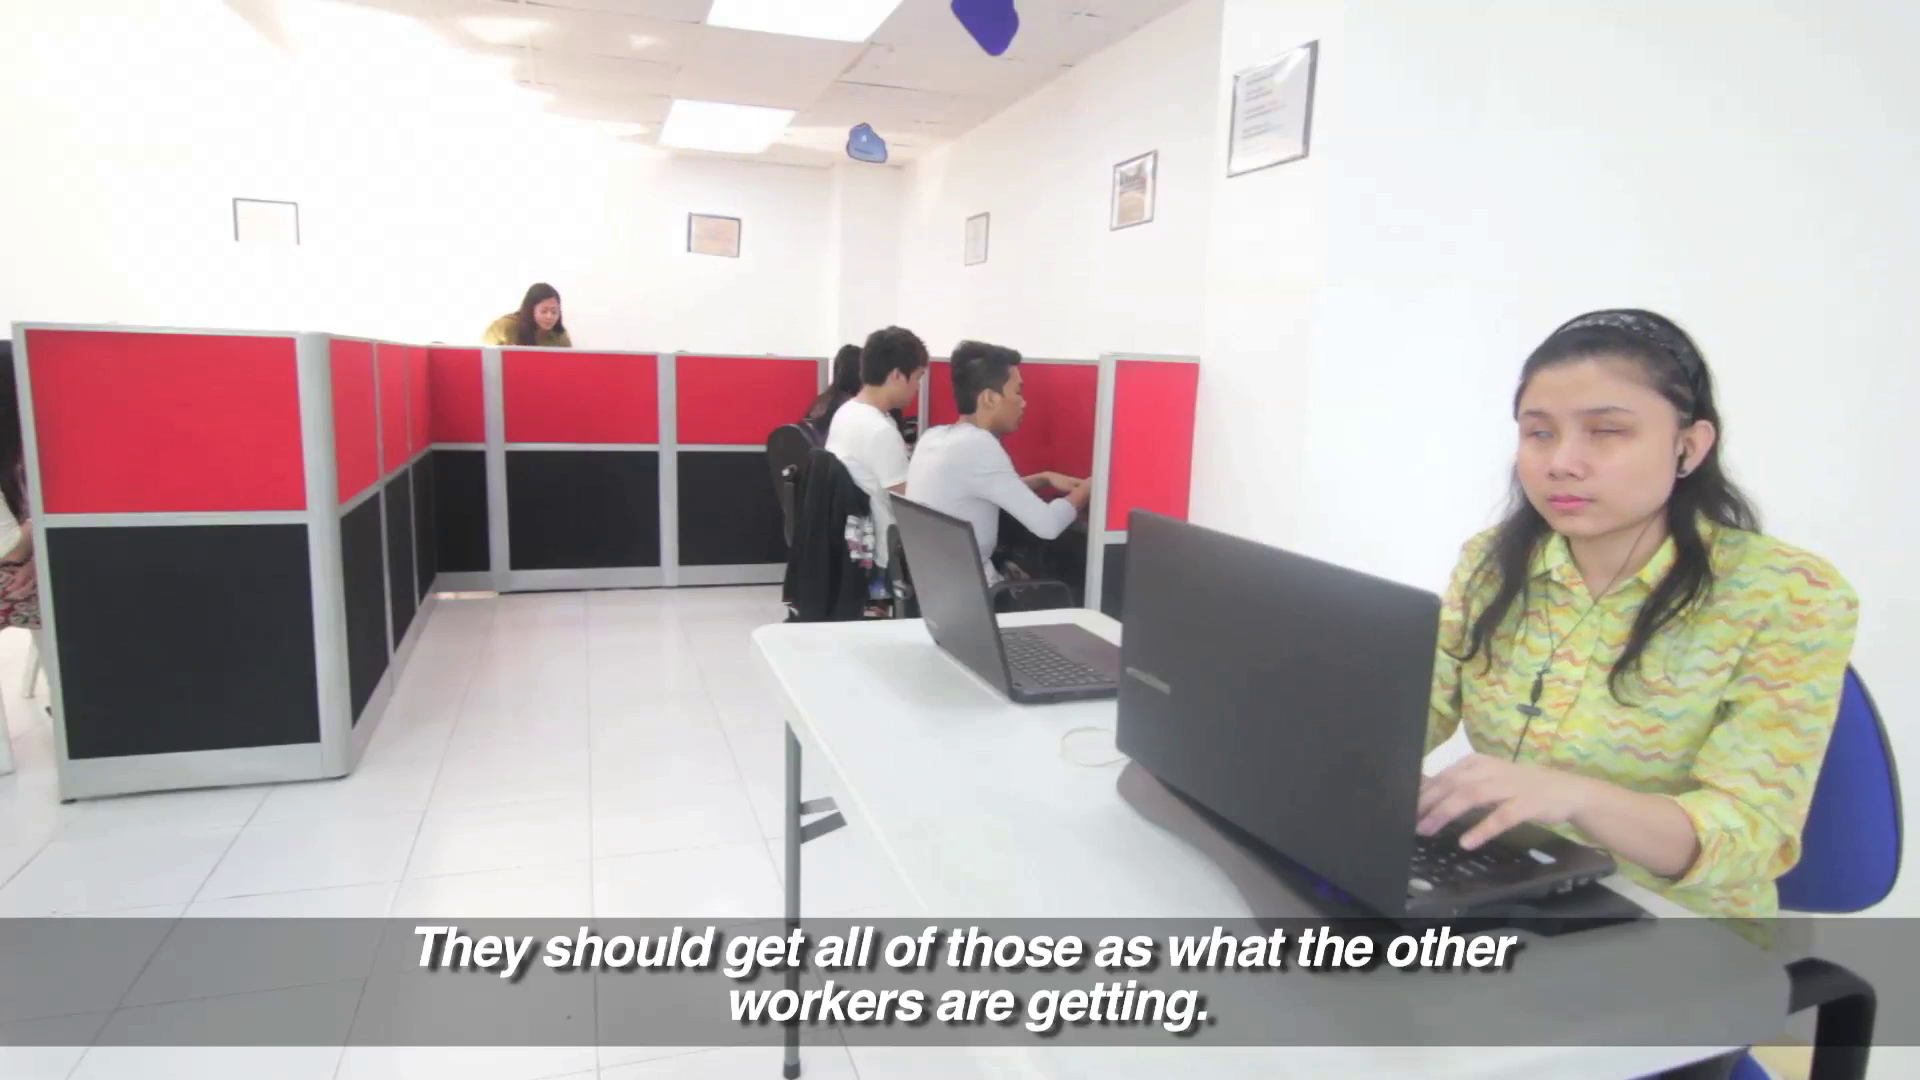 They should get all of those as what the other
workers are getting.